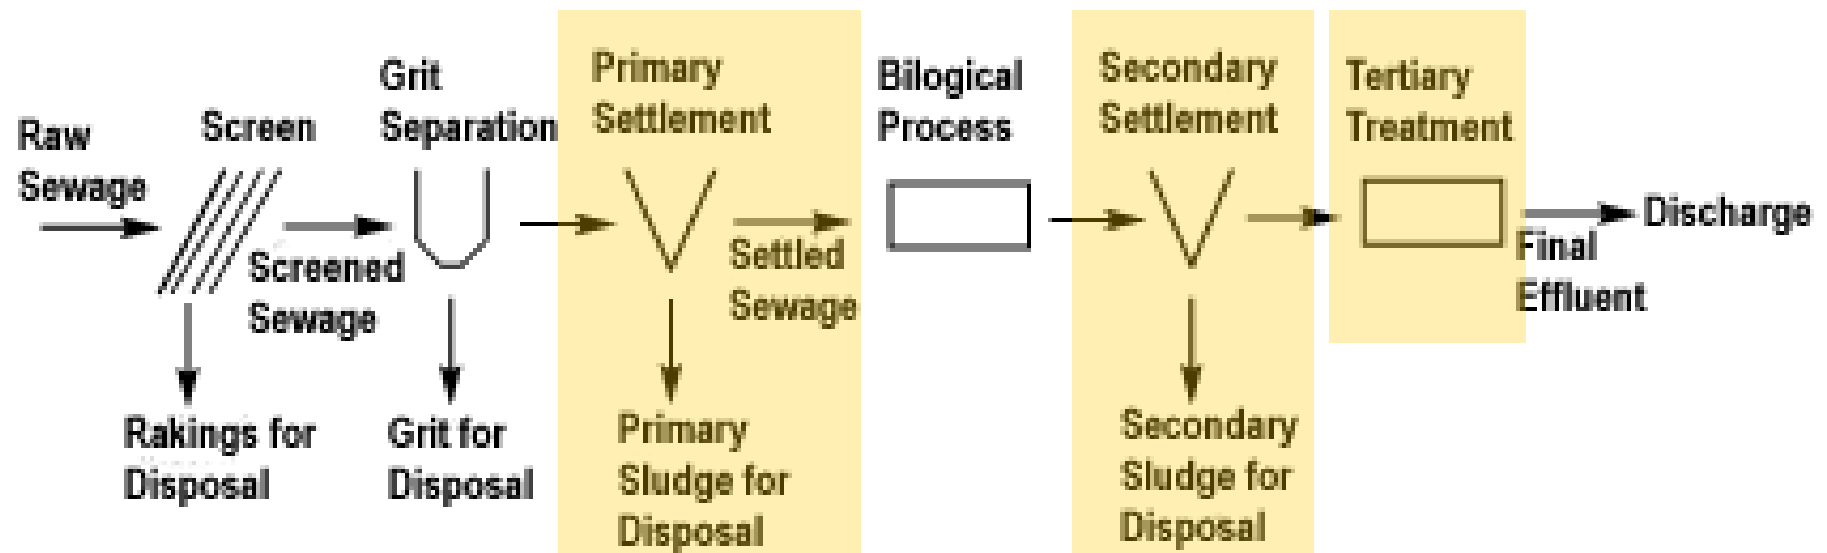 Raw
Sewage
Screen
Screened
Sewage
Rakings for
Disposal
Grit
Separation
Grit for
Disposal
Primary
Settlement
Settled
Sewage
Primary
Sludge for
Disposal
Bilogical
Process
Secondary
Settlement
Secondary
Sludge for
Disposal
Tertiary
Treatment
Final
Effluent
Discharge